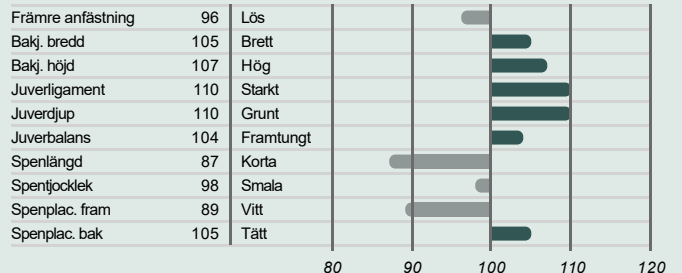 Främre anfästning 96 Lös
Bakj. bredd 105 Brett
Bakj. höjd 107 Hög
Juverligament 110 Starkt
Juverdjup 110 Grunt
Juverbalans 104 Framtungt
Spenlängd 87 Korta
Spentjocklek 98 Smala
Spenplac. fram 89 Vitt
Spenplac. bak 105 Tätt
80 90 100 110 120